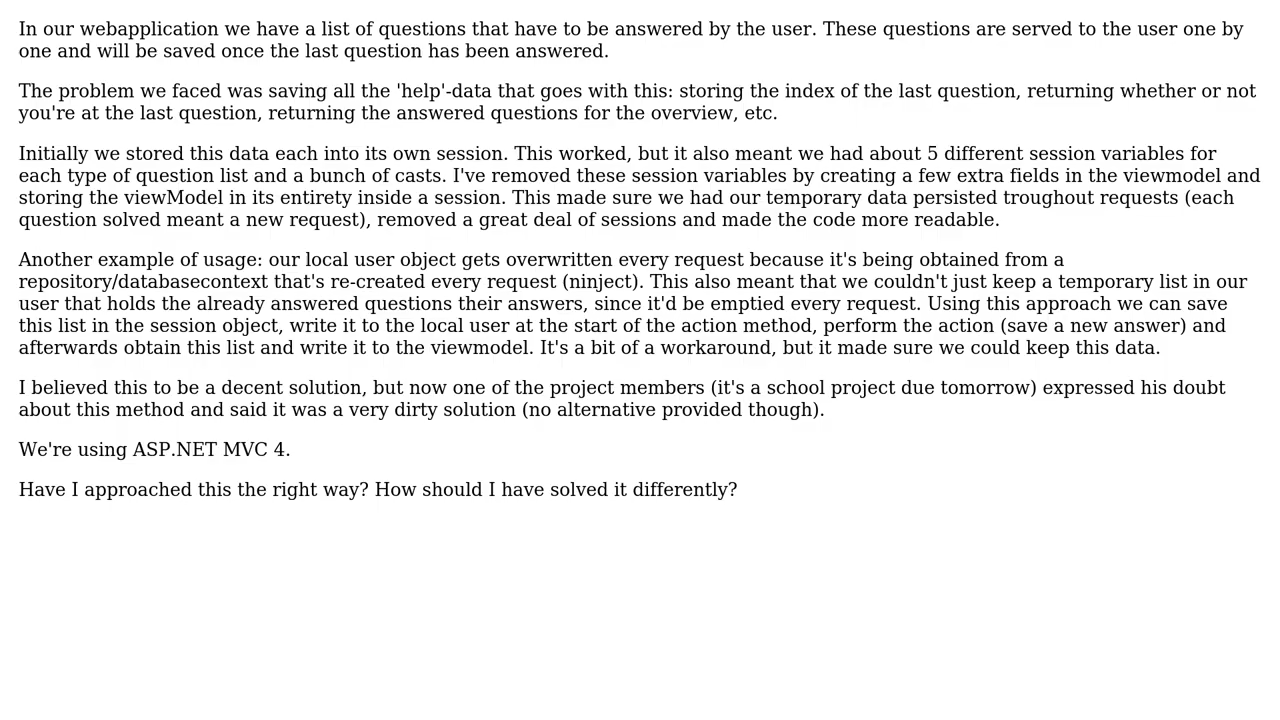 In our webapplication we have a list of questions that have to be answered by the user. These questions are served to the user one by
one and will be saved once the last question has been answered.
The problem we faced was saving all the 'help'-data that goes with this: storing the index of the last question, returning whether or not
you're at the last question, returning the answered questions for the overview, etc.
Initially we stored this data each into its own session. This worked, but it also meant we had about 5 different session variables for
each type of question list and a bunch of casts. I've removed these session variables by creating a few extra fields in the viewmodel and
storing the viewModel in its entirety inside a session. This made sure we had our temporary data persisted troughout requests (each
question solved meant a new request), removed a great deal of sessions and made the code more readable.
Another example of usage: our local user object gets overwritten every request because it's being obtained from a
repository/databasecontext that's re-created every request (ninject). This also meant that we couldn't just keep a temporary list in our
user that holds the already answered questions their answers, since it'd be emptied every request. Using this approach we can save
this list in the session object, write it to the local user at the start of the action method, perform the action (save a new answer) and
afterwards obtain this list and write it to the viewmodel. It's a bit of a workaround, but it made sure we could keep this data.
I believed this to be a decent solution, but now one of the project members (it's a school project due tomorrow) expressed his doubt
about this method and said it was a very dirty solution (no alternative provided though).
We're using ASP.NET MVC 4.
Have I approached this the right way? How should I have solved it differently?